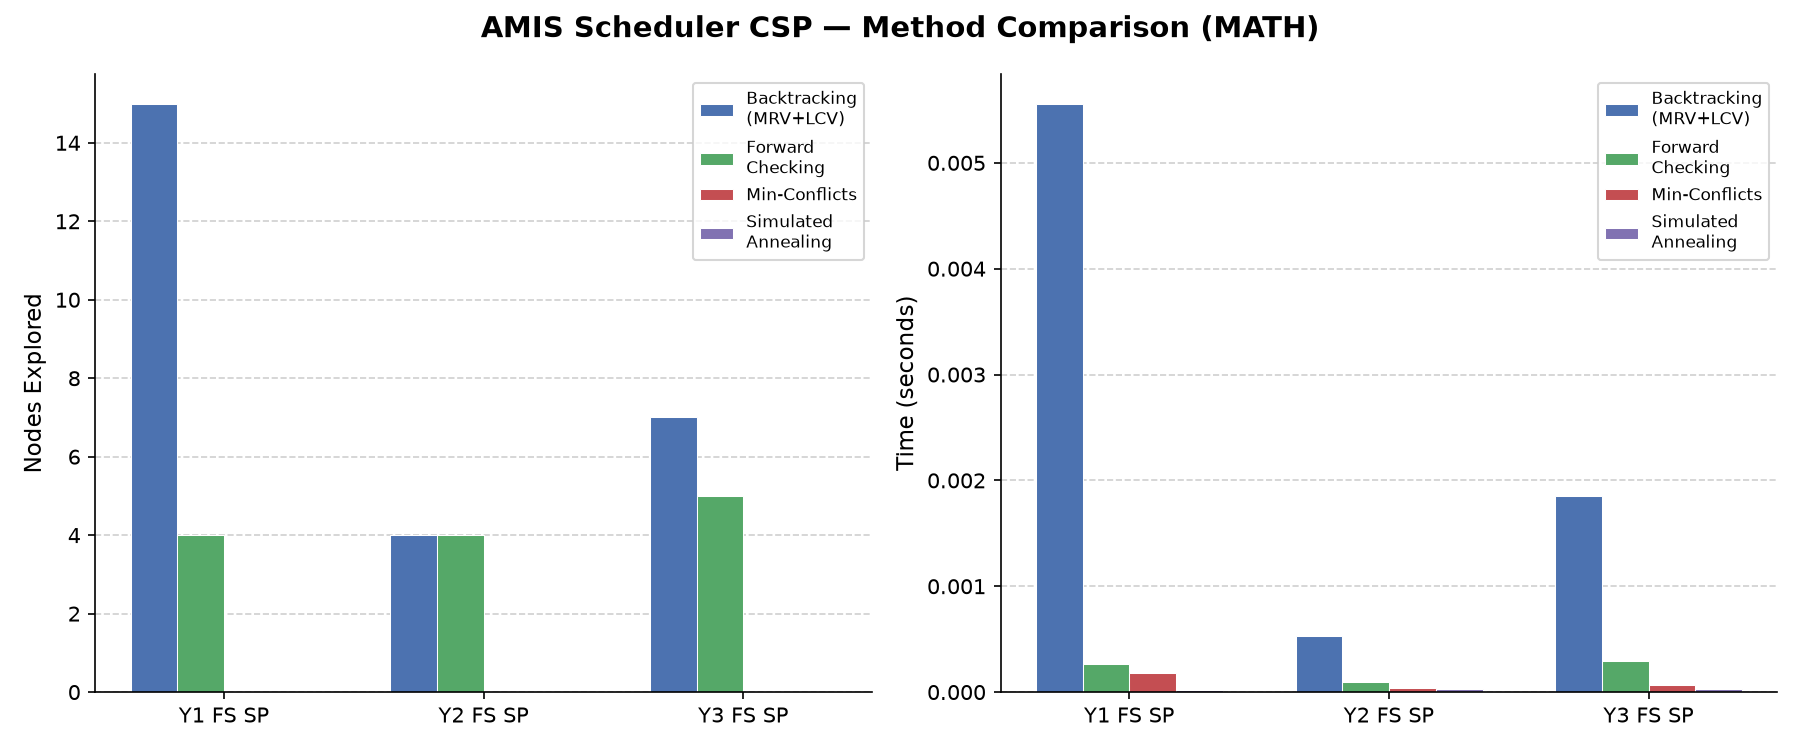 AMIS Scheduler CSP — Method Comparison (MATH)
Nodes Explored
14
12
10
8
6
4
2
0
Y1 FS SP
Y2 FS SP
Y3 FS SP
Backtracking
(MRV+LCV)
Forward
Checking
Min-Conflicts
Simulated
Annealing
Time (seconds)
0.005
0.004
0.003
0.002
0.001
0.000
Y1 FS SP
Y2 FS SP
Y3 FS SP
Backtracking
(MRV+LCV)
Forward
Checking
Min-Conflicts
Simulated
Annealing